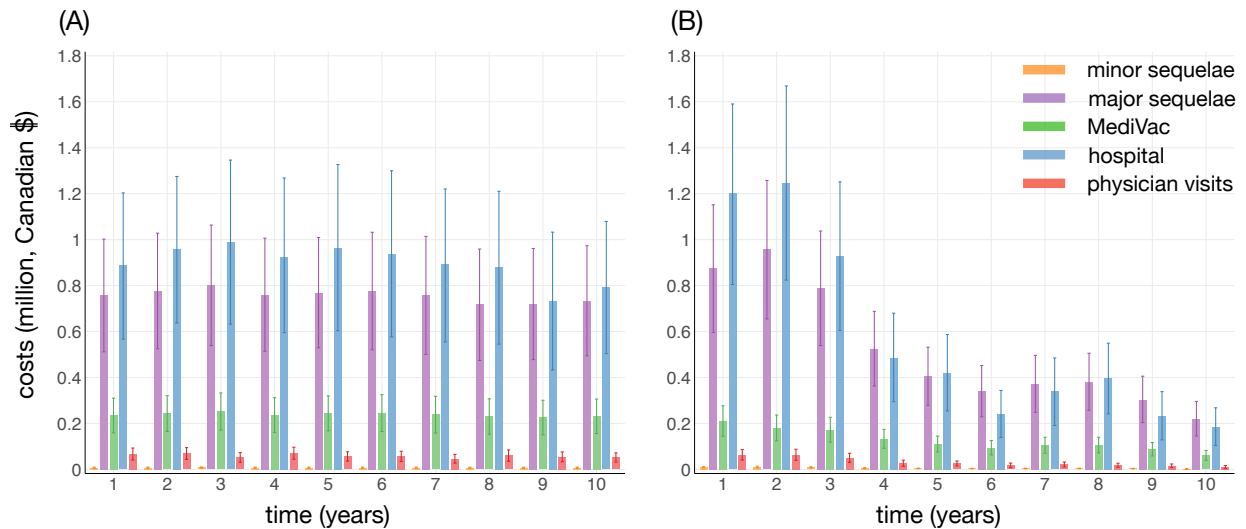 (A)
(B)
costs (million, Canadian $)
1.8
1.6
1.4
1.2
1
0.8
0.6
0.4
0.2
0
1 2 3 4 5 6 7 8 9 10
time (years)
1.8
1.6
1.4
1.2
1
0.8
0.6
0.4
0.2
0
1 2 3 4 5 6 7 8 9 10
time (years)
minor sequelae
major sequelae
MediVac
hospital
physician visits